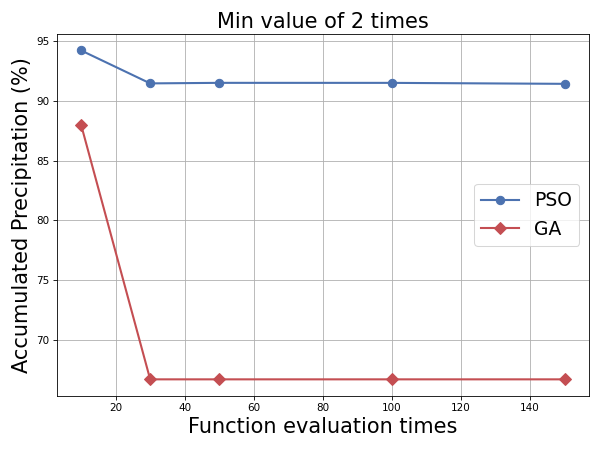 Min value of 2 times
Accumulated Precipitation (%)
95
90
85
80
75
70
PSO
GA
20 40 60 80 100 120 140
Function evaluation times